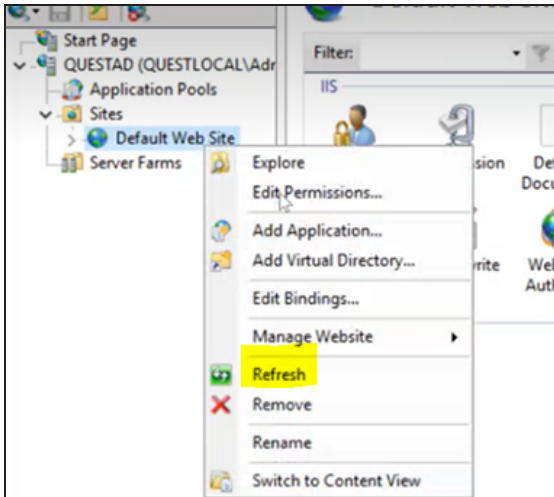 Start Page
Filter:
QUESTAD (QUESTLOCAL\Adr
Application Pools
IIS
Sites
Default Web Site
Server Farms
Explore
Edit Permissions...
Add Application...
Add Virtual Directory...
Edit Bindings...
Manage Website
Refresh
Remove
Rename
Switch to Content View
ssion
Def
Docu
rite
Web
Auth